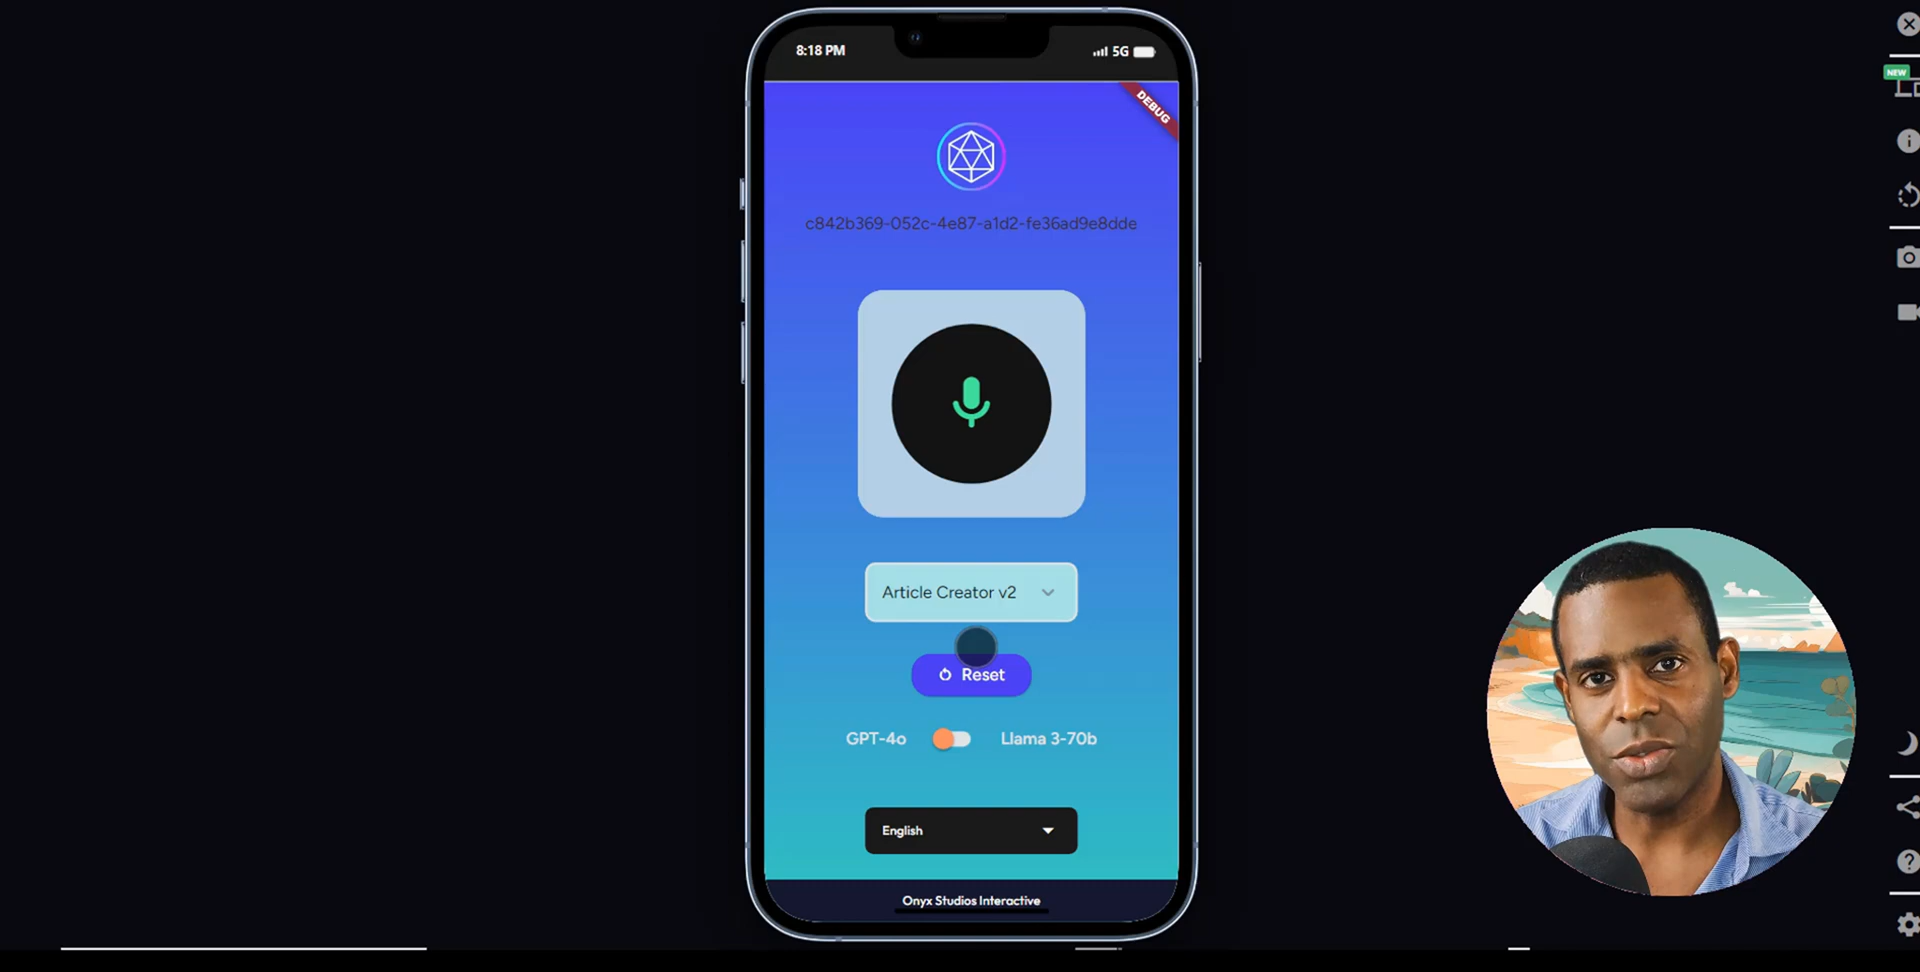 8:18 PM
5G
DEBUG
NEW
c842b369-052c-4e87-a1d2-fe36ad9e8dde
Article Creator v2
Reset
GPT-4o
Llama 3-70b
English
Onyx Studios Interactive